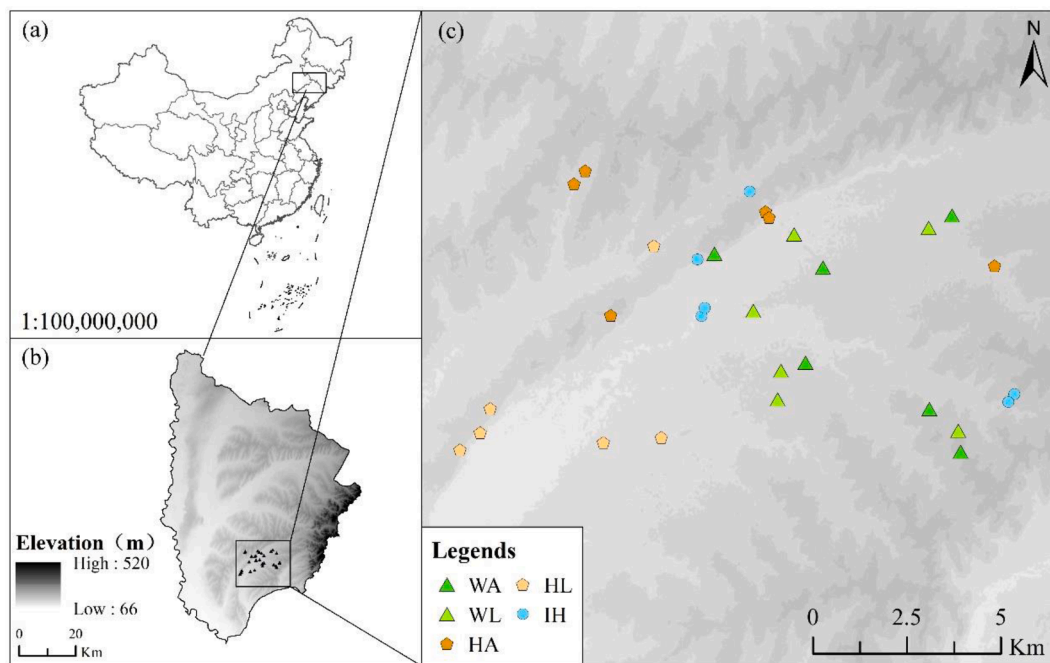 (a)
1:100,000,000
(b)
Elevation（m）
High : 520
Low : 66
0 20
Km
(c)
N
Legends
WA HL
WL IH
HA
0 2.5 5
Km